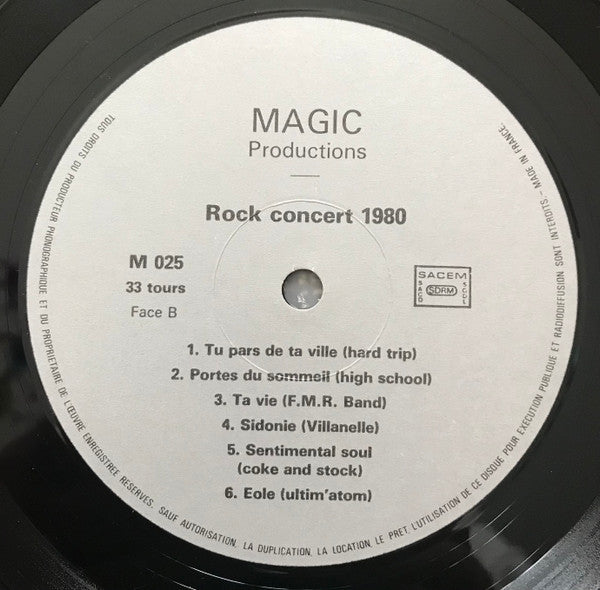 MAGIC
Productions
Rock concert 1980
M 025
33 tours
Face B
SACEM
SACD
SDRM
SGDL
1. Tu pars de ta ville (hard trip)
2. Portes du sommeil (high school)
3. Ta vie (F.M.R. Band)
4. Sidonie (Villanelle)
5. Sentimental soul
(coke and stock)
6. Eole (ultim'atom)
TOUS DROITS DU PRODUCTEUR PHONOGRAPHIQUE ET DU PROPRIETAIRE DE L'ŒUVRE ENREGISTREE RESERVES. SAUF AUTORISATION, LA DUPLICATION, LA LOCATION, LE PRET, L'UTILISATION DE CE DISQUE POUR EXECUTION PUBLIQUE ET RADIODIFFUSION SONT INTERDITS - MADE IN FRANCE.